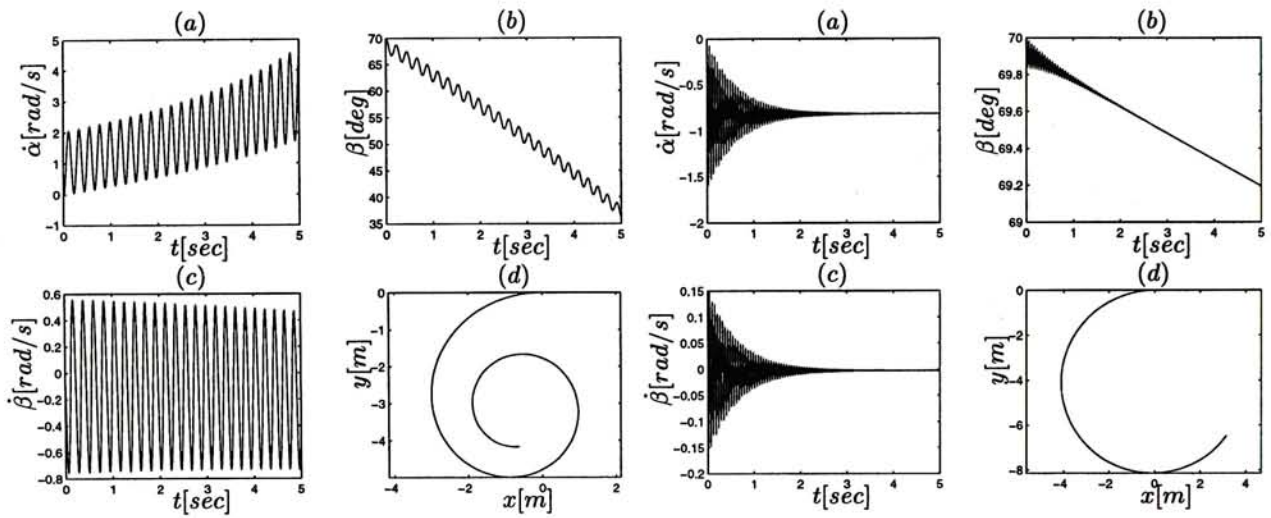 (a)
5
4
3
2
1
0
-1
α̇[rad/s]
0 1 2 3 4 5
t[sec]
(b)
70
65
60
55
50
45
40
35
β[deg]
0 1 2 3 4 5
t[sec]
(a)
0
-0.5
-1
-1.5
-2
α̇[rad/s]
0 1 2 3 4 5
t[sec]
(b)
70
69.8
69.6
69.4
69.2
69
β[deg]
0 1 2 3 4 5
t[sec]
(c)
0.6
0.4
0.2
0
-0.2
-0.4
-0.6
-0.8
β̇[rad/s]
0 1 2 3 4 5
t[sec]
(d)
0
-1
-2
-3
-4
y[m]
-4 -2 0 2
x[m]
(c)
0.15
0.1
0.05
0
-0.05
-0.1
-0.15
-0.2
β̇[rad/s]
0 1 2 3 4 5
t[sec]
(d)
0
-2
-4
-6
-8
y[m]
-4 -2 0 2 4
x[m]